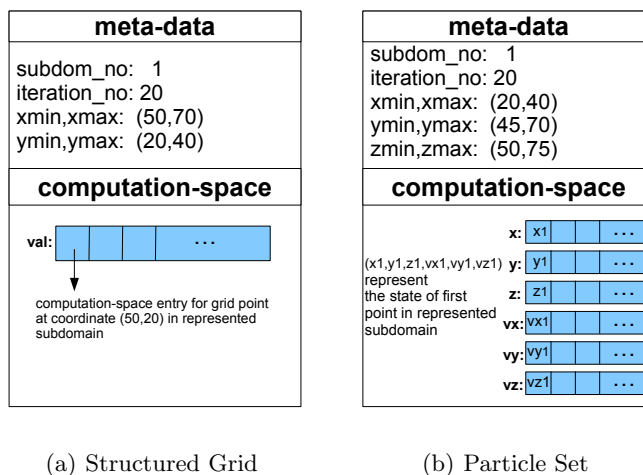 meta-data
subdom_no: 1
iteration_no: 20
xmin,xmax: (50,70)
ymin,ymax: (20,40)
computation-space
val:
...
computation-space entry for grid point
at coordinate (50,20) in represented
subdomain
(a) Structured Grid
meta-data
subdom_no: 1
iteration_no: 20
xmin,xmax: (20,40)
ymin,ymax: (45,70)
zmin,zmax: (50,75)
computation-space
(x1,y1,z1,vx1,vy1,vz1)
represent
the state of first
point in represented
subdomain
x: x1 ...
y: y1 ...
z: z1 ...
vx: vx1 ...
vy: vy1 ...
vz: vz1 ...
(b) Particle Set